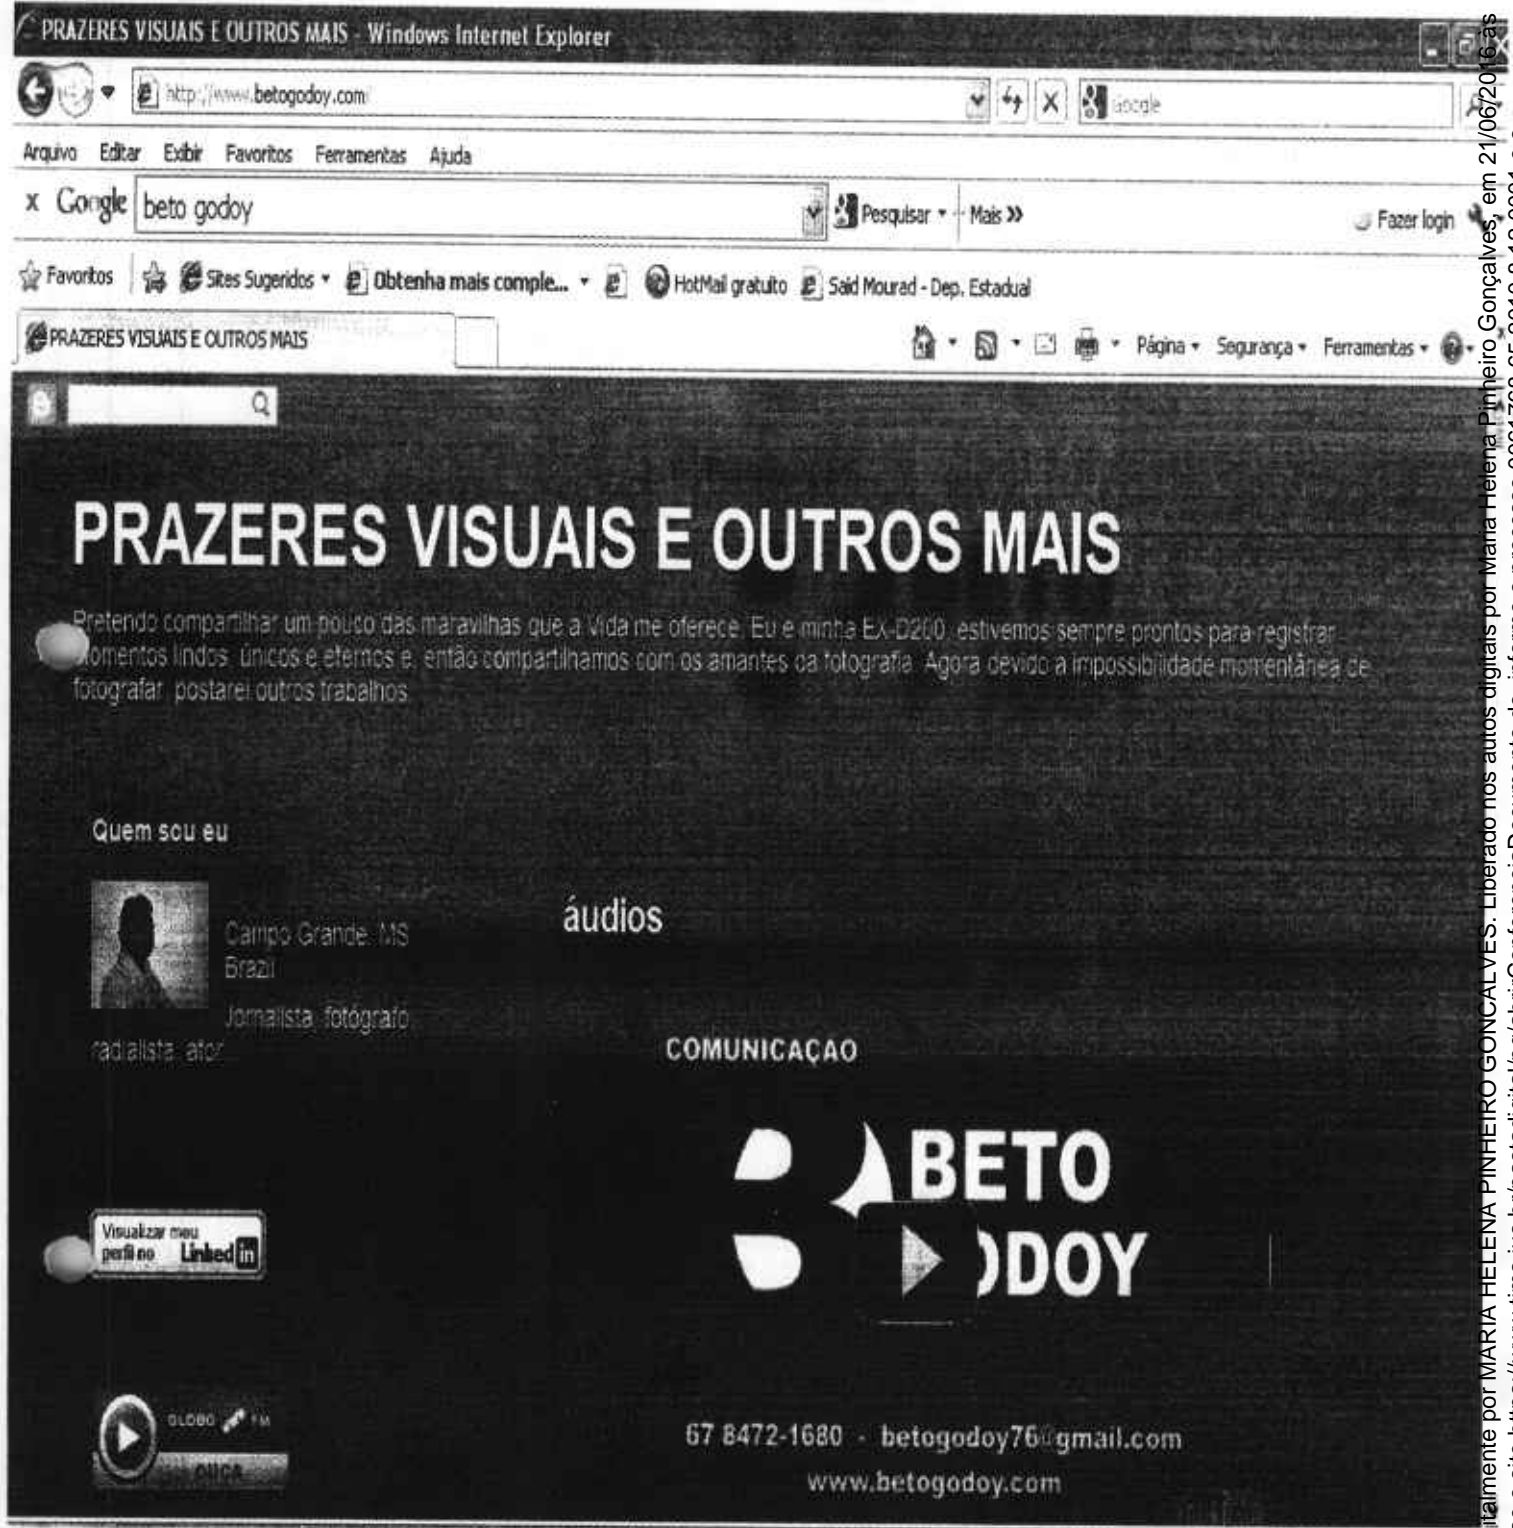 PRAZERES VISUAIS E OUTROS MAIS - Windows Internet Explorer
http://www.betogodoy.com/
Google
Arquivo Editar Exibir Favoritos Ferramentas Ajuda
x Google beto godoy Pesquisar Mais >> Fazer login
Favoritos Sites Sugeridos Obtenha mais comple... HotMail gratuito Said Mourad - Dep. Estadual
PRAZERES VISUAIS E OUTROS MAIS Página Segurança Ferramentas
PRAZERES VISUAIS E OUTROS MAIS
Pretendo compartilhar um pouco das maravilhas que a Vida me oferece. Eu e minha EX-D200, estivemos sempre prontos para registrar
momentos lindos, únicos e eternos e, então compartilhamos com os amantes da fotografia. Agora devido a impossibilidade momentânea de
fotografar, postarei outros trabalhos
Quem sou eu
Campo Grande, MS
Brazil
Jornalista, fotógrafo
radialista, ator
áudios
COMUNICAÇAO
BETO
ODOY
Visualizar meu
perfil no Linked in
GLOBO FM
OUÇA
67 8472-1680 - betogodoy76@gmail.com
www.betogodoy.com
italmente por MARIA HELENA PINHEIRO GONCALVES. Liberado nos autos digitais por Maria Helena Pinheiro Gonçalves, em 21/06/2016 às